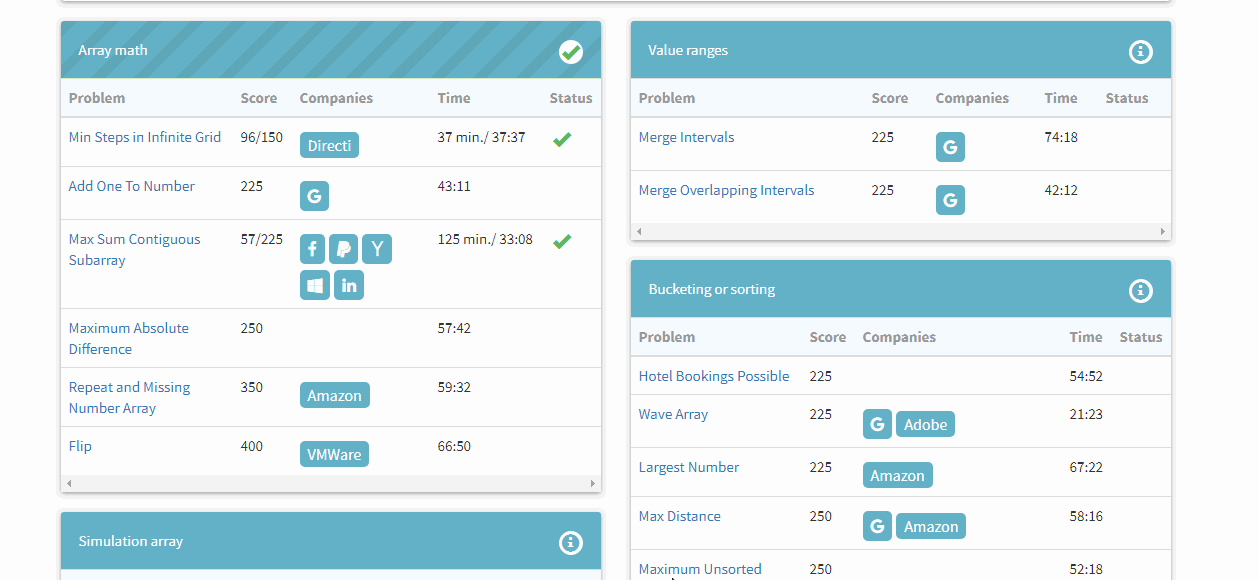 Array math
Problem Score Companies Time Status
Min Steps in Infinite Grid 96/150 Directi 37 min./ 37:37
Add One To Number 225 G 43:11
Max Sum Contiguous 57/225 f P Y 125 min./ 33:08
Subarray
in
Maximum Absolute 250 57:42
Difference
Repeat and Missing 350 Amazon 59:32
Number Array
Flip 400 VMWare 66:50
Simulation array
Value ranges
Problem Score Companies Time Status
Merge Intervals 225 G 74:18
Merge Overlapping Intervals 225 G 42:12
Bucketing or sorting
Problem Score Companies Time Status
Hotel Bookings Possible 225 54:52
Wave Array 225 G Adobe 21:23
Largest Number 225 Amazon 67:22
Max Distance 250 G Amazon 58:16
Maximum Unsorted 250 52:18